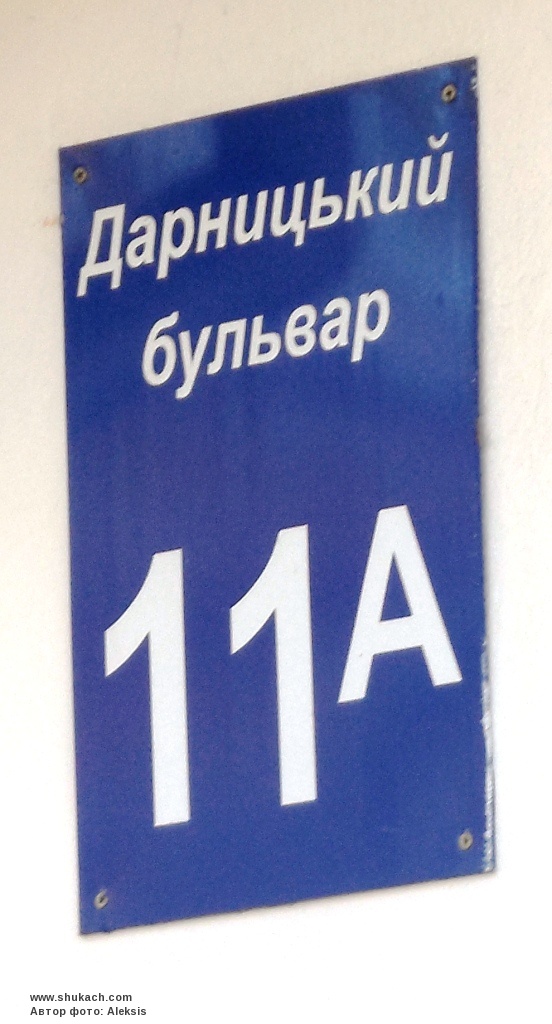 Дарницький
бульвар
11А
www.shukach.com
Автор фото: Aleksis